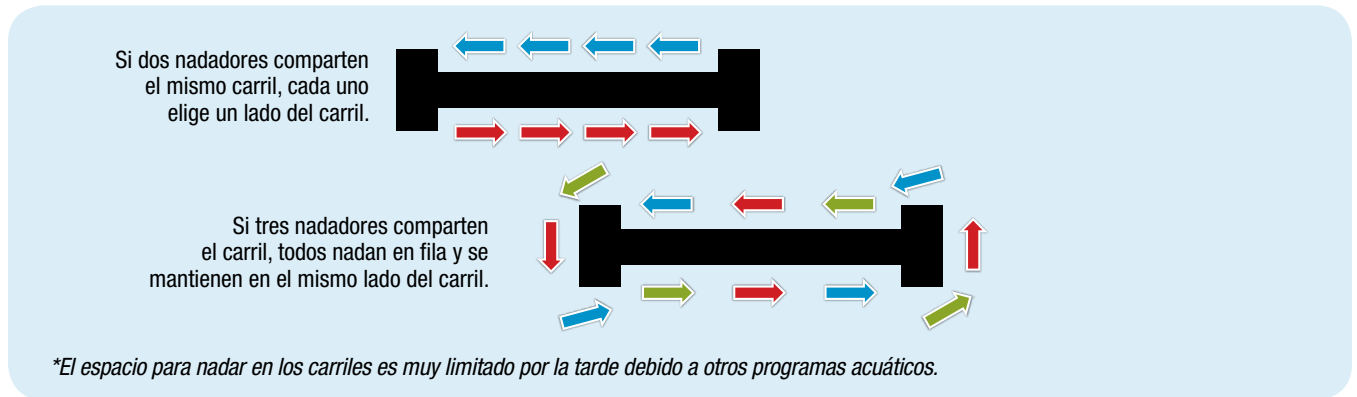 Si dos nadadores comparten
el mismo carril, cada uno
elige un lado del carril.
Si tres nadadores comparten
el carril, todos nadan en fila y se
mantienen en el mismo lado del carril.
*El espacio para nadar en los carriles es muy limitado por la tarde debido a otros programas acuáticos.